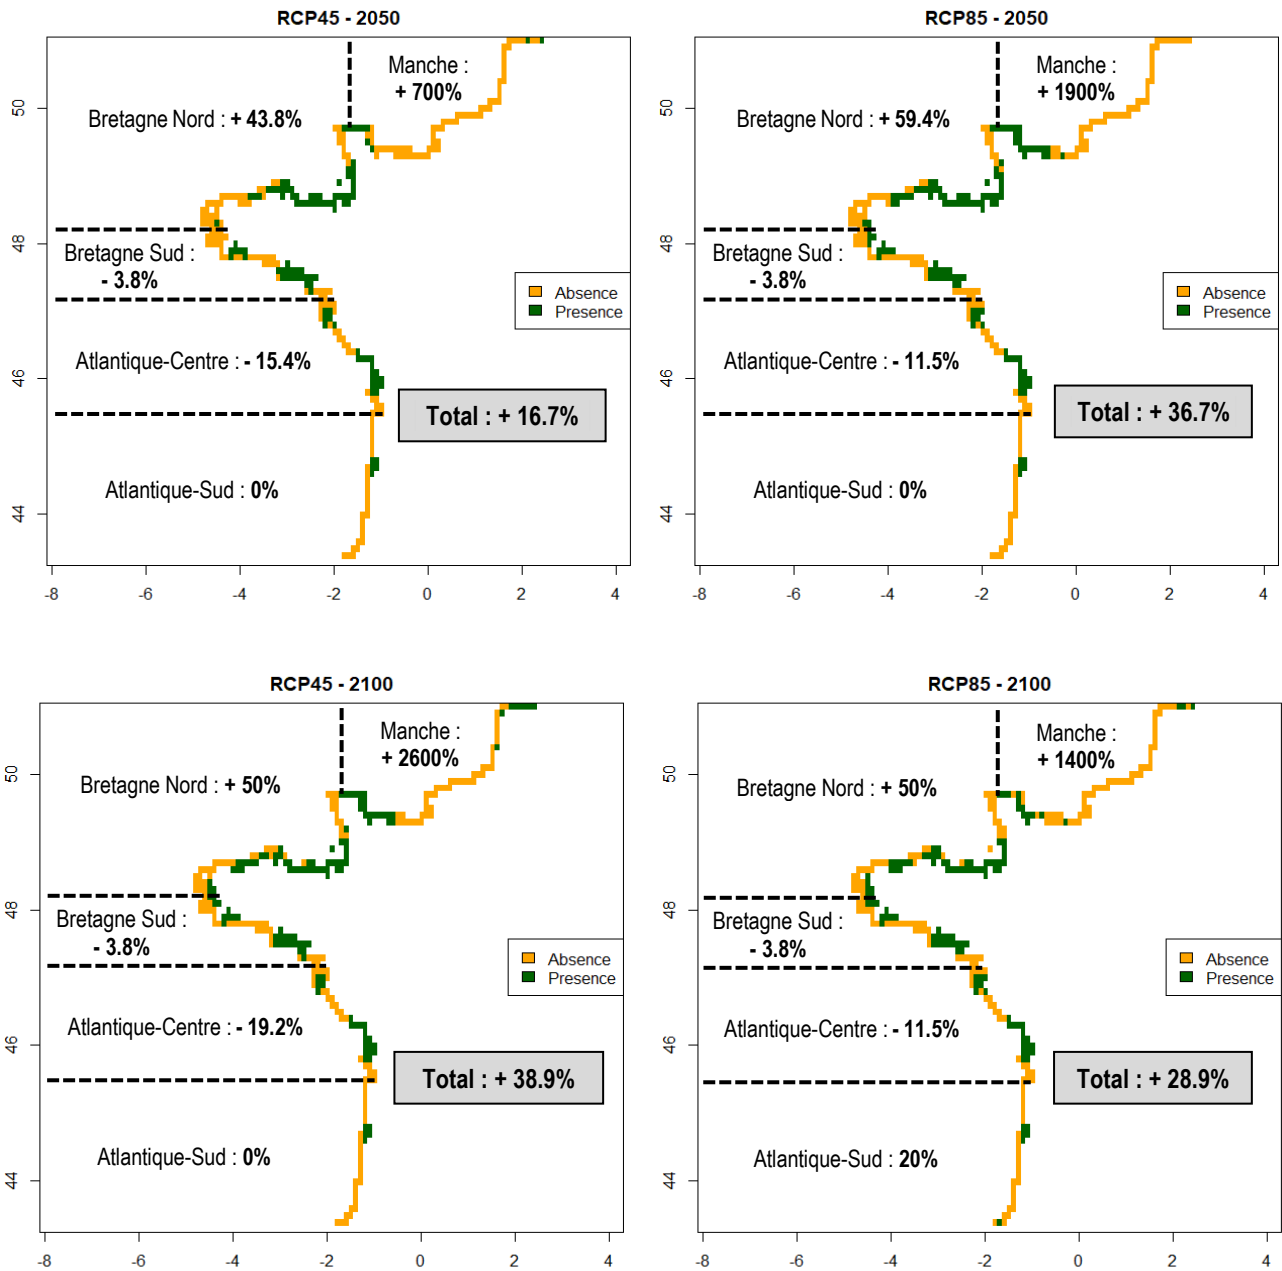 RCP45 - 2050
Manche :
+ 700%
Bretagne Nord : + 43.8%
Bretagne Sud :
- 3.8%
Absence
Presence
Atlantique-Centre : - 15.4%
Total : + 16.7%
Atlantique-Sud : 0%
50
48
46
44
-8 -6 -4 -2 0 2 4
RCP85 - 2050
Manche :
+ 1900%
Bretagne Nord : + 59.4%
Bretagne Sud :
- 3.8%
Absence
Presence
Atlantique-Centre : - 11.5%
Total : + 36.7%
Atlantique-Sud : 0%
50
48
46
44
-8 -6 -4 -2 0 2 4
RCP45 - 2100
Manche :
+ 2600%
Bretagne Nord : + 50%
Bretagne Sud :
- 3.8%
Absence
Presence
Atlantique-Centre : - 19.2%
Total : + 38.9%
Atlantique-Sud : 0%
50
48
46
44
-8 -6 -4 -2 0 2 4
RCP85 - 2100
Manche :
+ 1400%
Bretagne Nord : + 50%
Bretagne Sud :
- 3.8%
Absence
Presence
Atlantique-Centre : - 11.5%
Total : + 28.9%
Atlantique-Sud : 20%
50
48
46
44
-8 -6 -4 -2 0 2 4